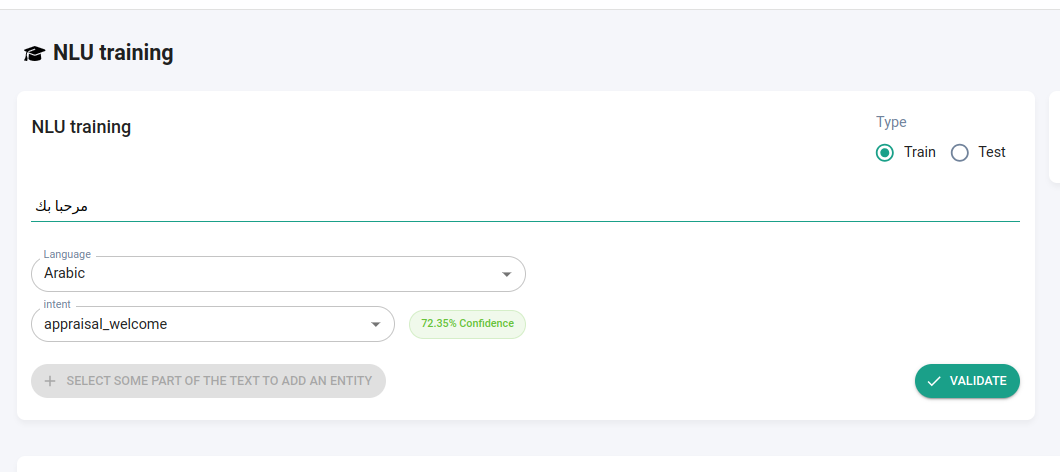 NLU training
NLU training
Type
Train
Test
مرحبا بك
Language
Arabic
intent
appraisal_welcome
72.35% Confidence
SELECT SOME PART OF THE TEXT TO ADD AN ENTITY
VALIDATE